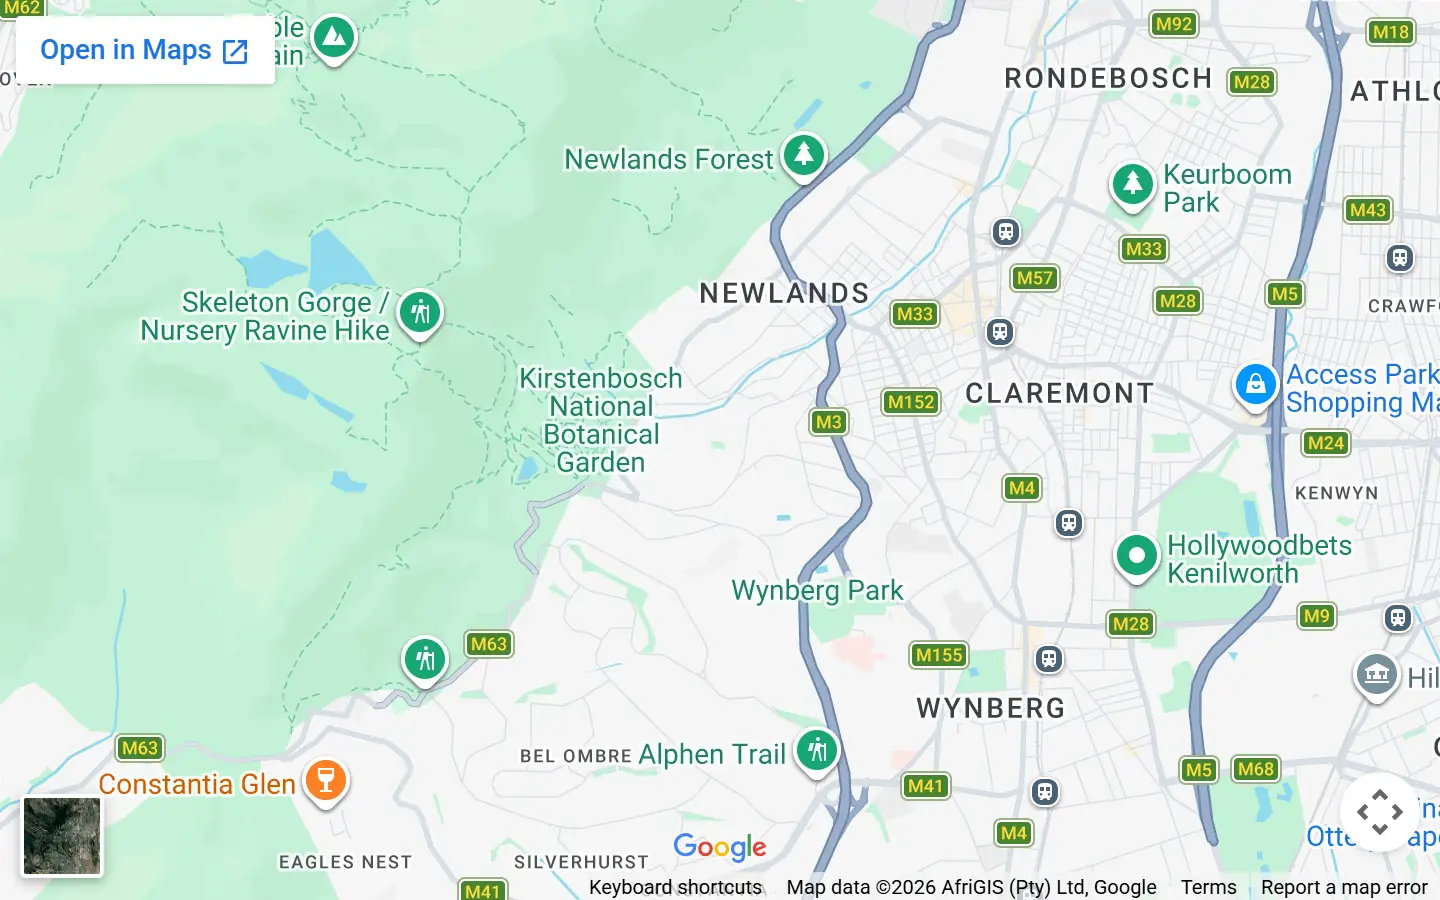 M62
Open in Maps
M92
M18
RONDEBOSCH
M28
Newlands Forest
Keurboom
Park
M43
M33
M57
NEWLANDS
M28
M5
Skeleton Gorge /
Nursery Ravine Hike
M33
Kirstenbosch
National
Botanical
Garden
Access Park
CLAREMONT
M152
M3
M24
M4
KENWYN
Hollywoodbets
Kenilworth
Wynberg Park
M9
M28
M63
M155
WYNBERG
M63
BEL OMBRE
Alphen Trail
Constantia Glen
M5
M68
M41
M4
Google
EAGLES NEST
SILVERHURST
M41
Keyboard shortcuts
Map data ©2026 AfriGIS (Pty) Ltd, Google
Terms
Report a map error